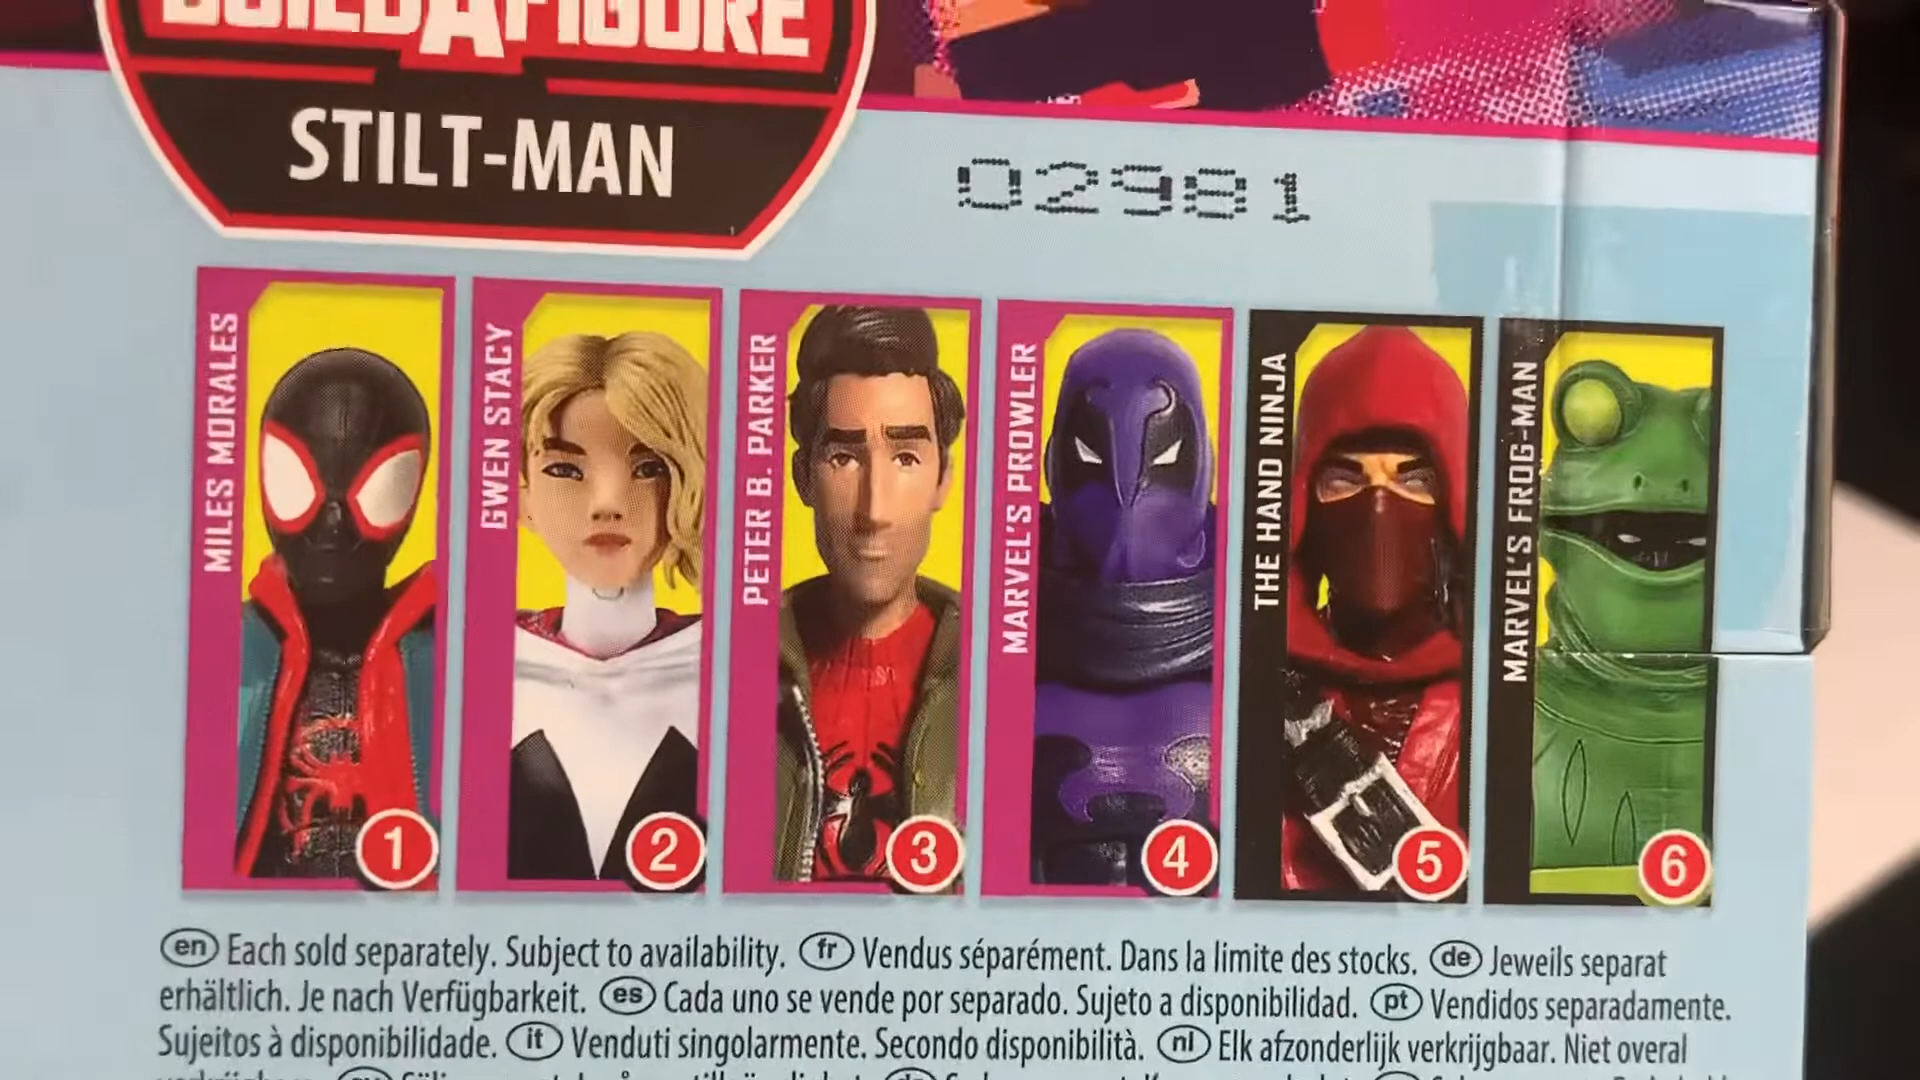 BUILD A FIGURE
STILT-MAN
02981
MILES MORALES
GWEN STACY
PETER B. PARKER
MARVEL'S PROWLER
THE HAND NINJA
MARVEL'S FROG-MAN
1
2
3
4
5
6
en Each sold separately. Subject to availability. fr Vendus séparément. Dans la limite des stocks. de Jeweils separat
erhältlich. Je nach Verfügbarkeit. es Cada uno se vende por separado. Sujeto a disponibilidad. pt Vendidos separadamente.
Sujeitos à disponibilidade. it Venduti singolarmente. Secondo disponibilità. nl Elk afzonderlijk verkrijgbaar. Niet overal